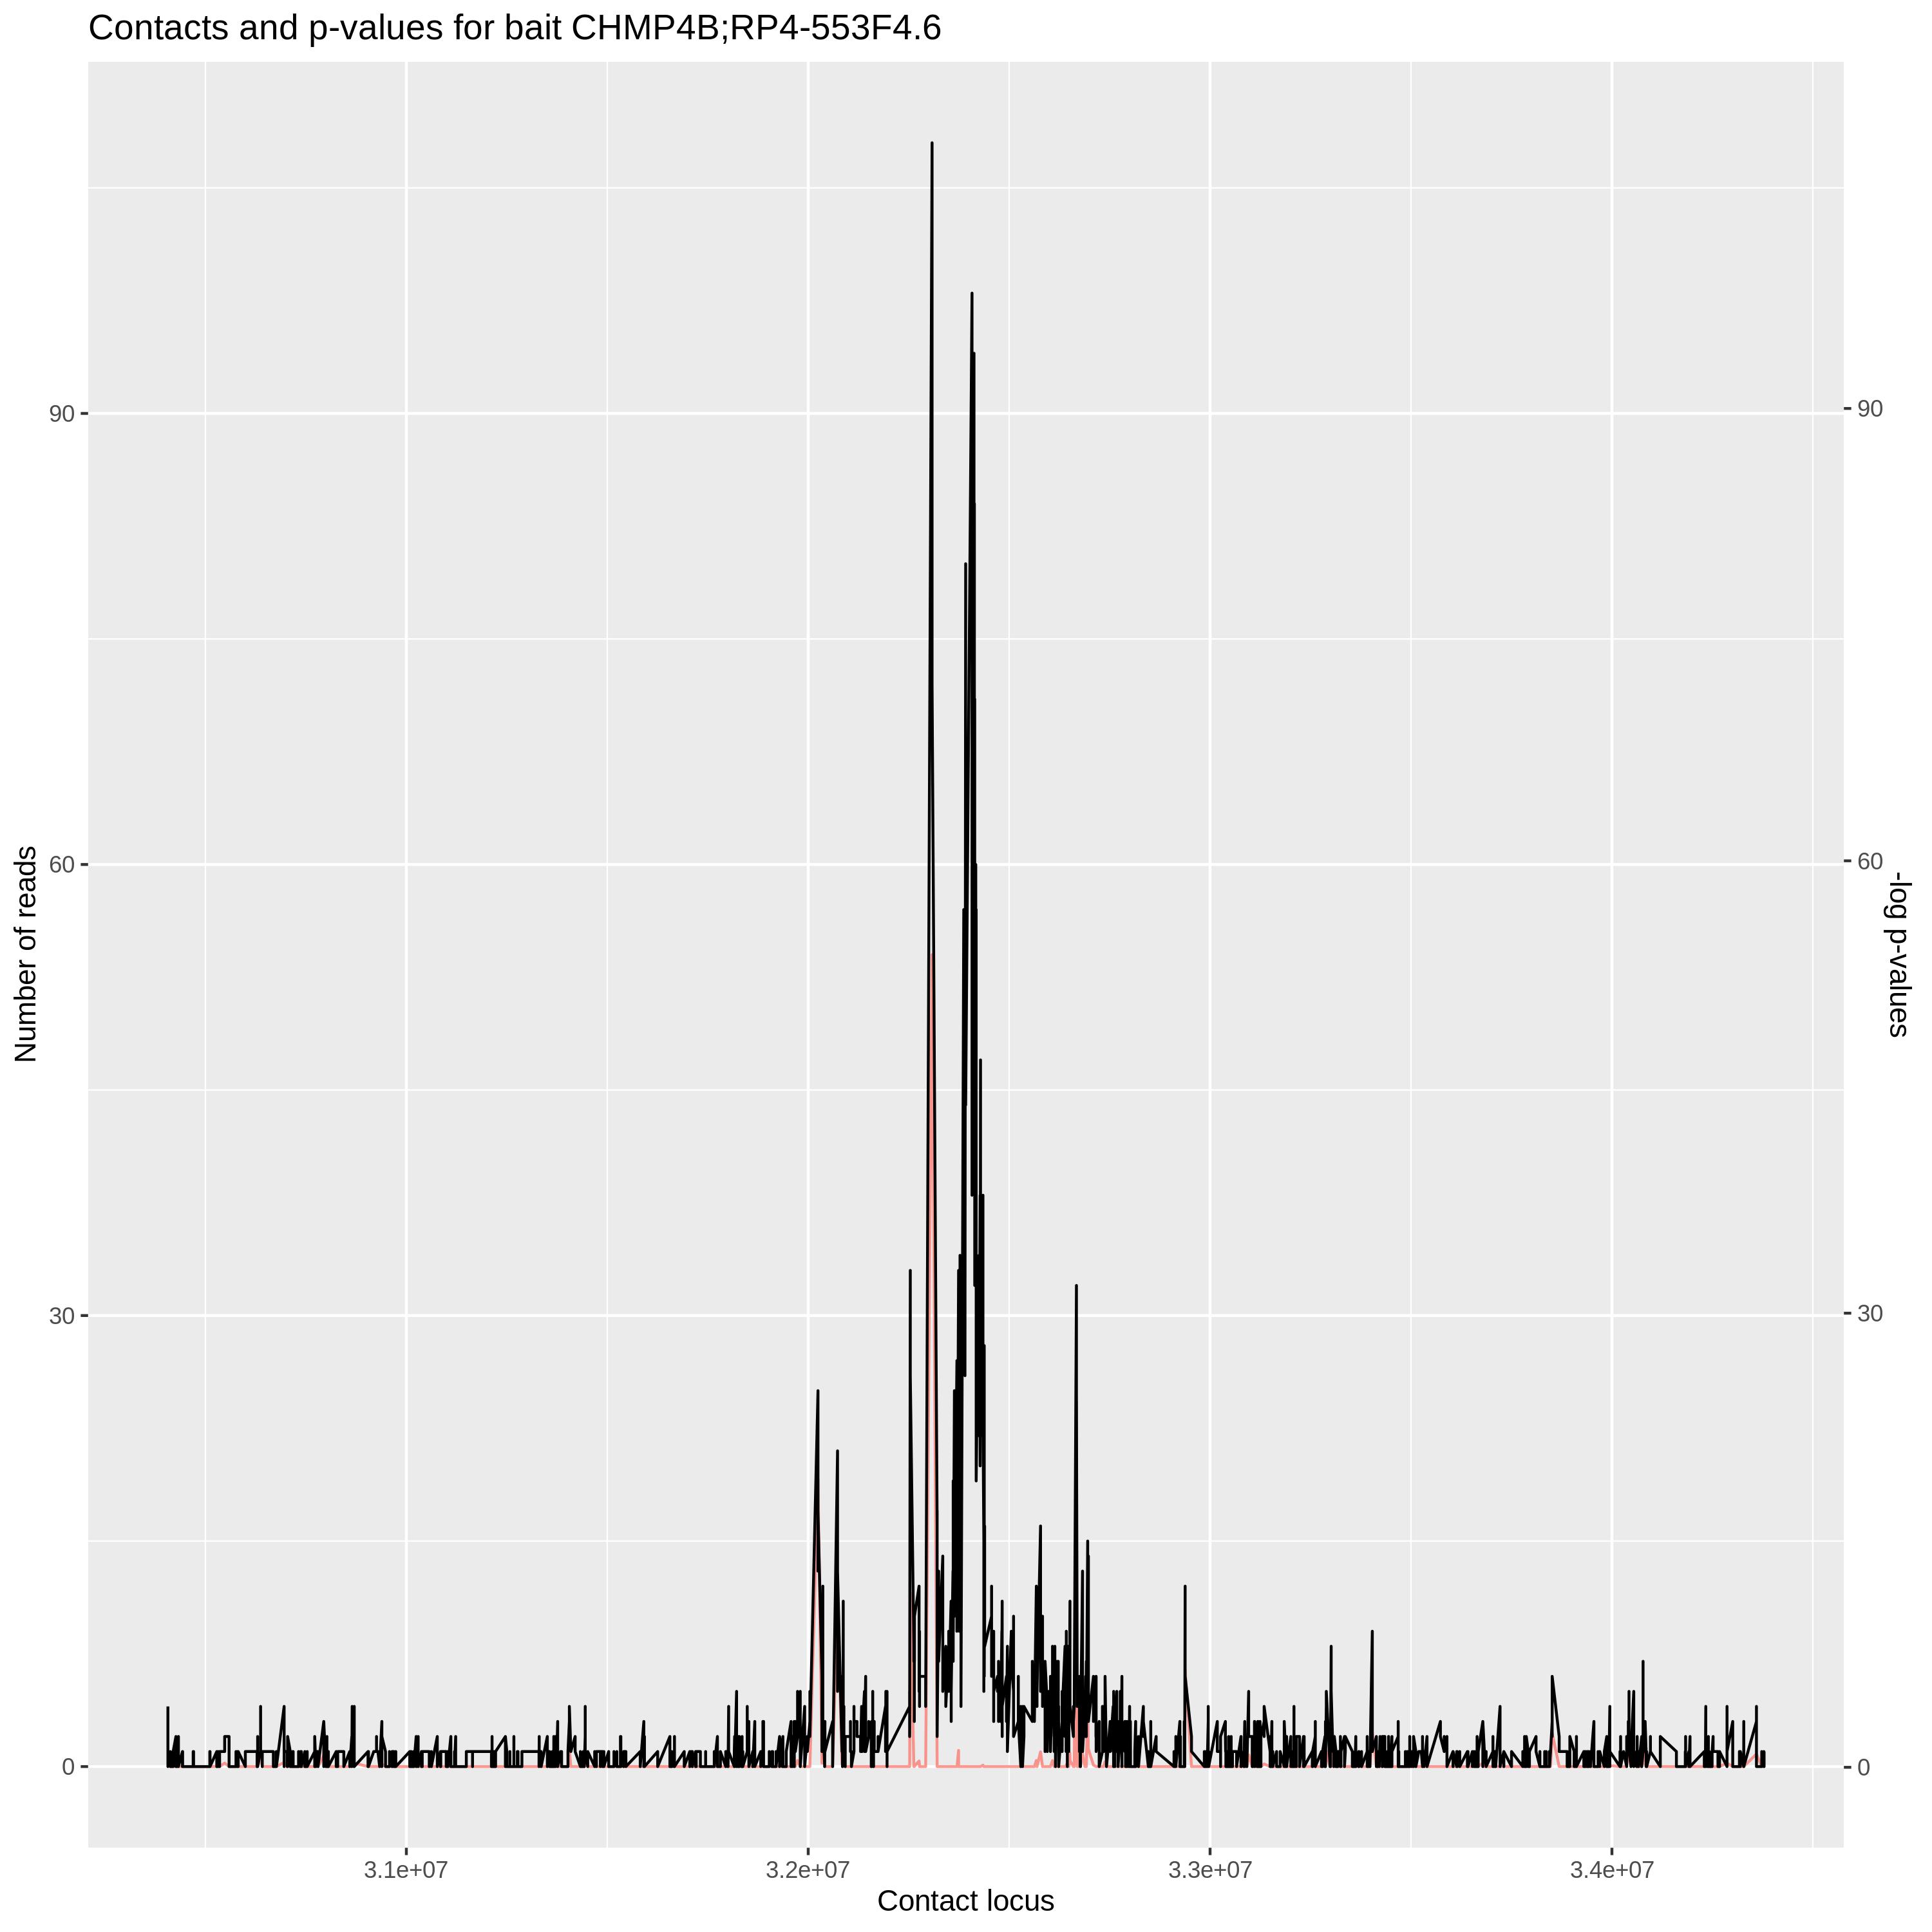 Contacts and p-values for bait CHMP4B;RP4-553F4.6
90
60
30
0
Number of reads
90
60
30
0
-log p-values
3.1e+07
3.2e+07
3.3e+07
3.4e+07
Contact locus